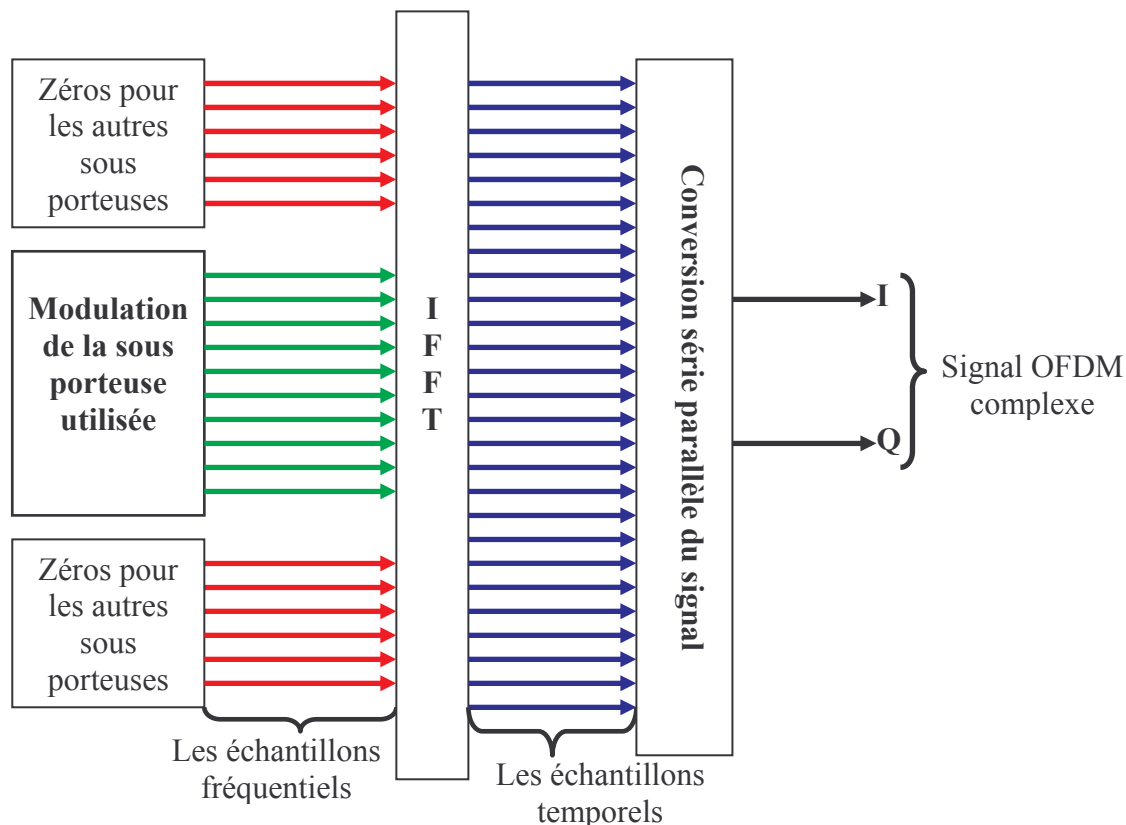 Zéros pour
les autres
sous
porteuses
Modulation
de la sous
porteuse
utilisée
Zéros pour
les autres
sous
porteuses
Les échantillons
fréquentiels
I
F
F
T
Les échantillons
temporels
Conversion série parallèle du signal
I
Q
Signal OFDM
complexe